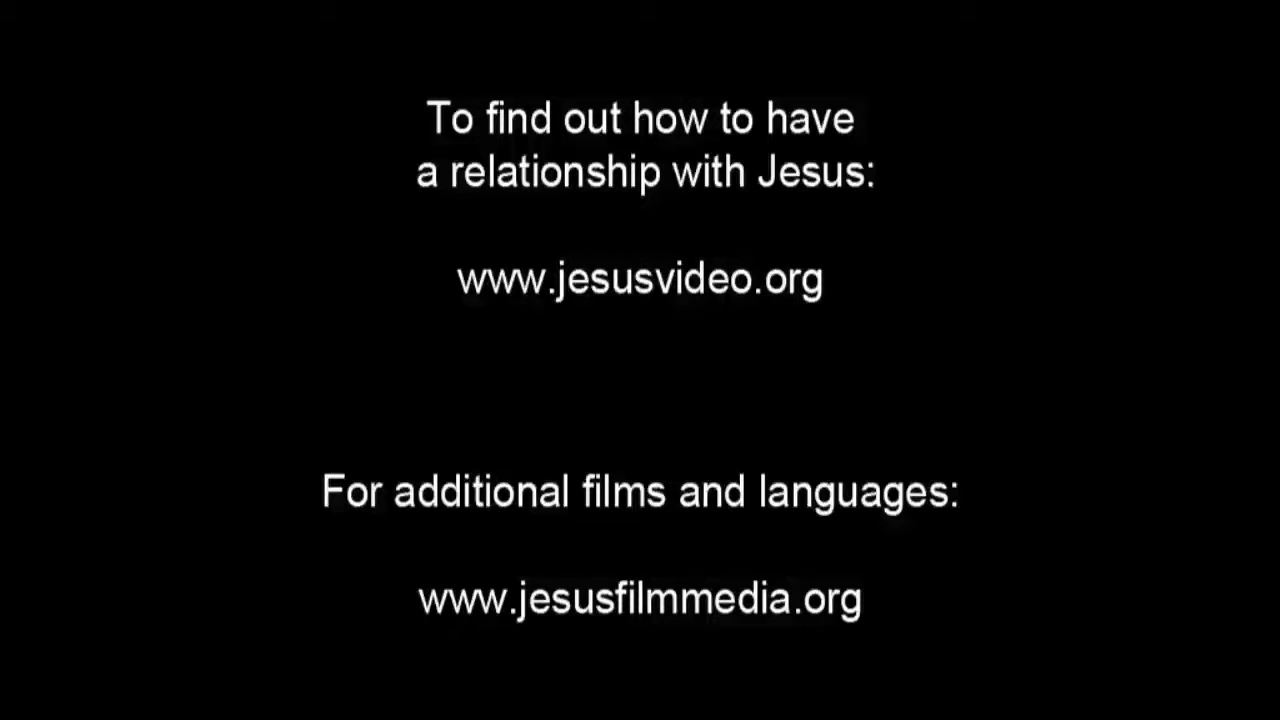 To find out how to have
a relationship with Jesus:
www.jesusvideo.org
For additional films and languages:
www.jesusfilmmedia.org